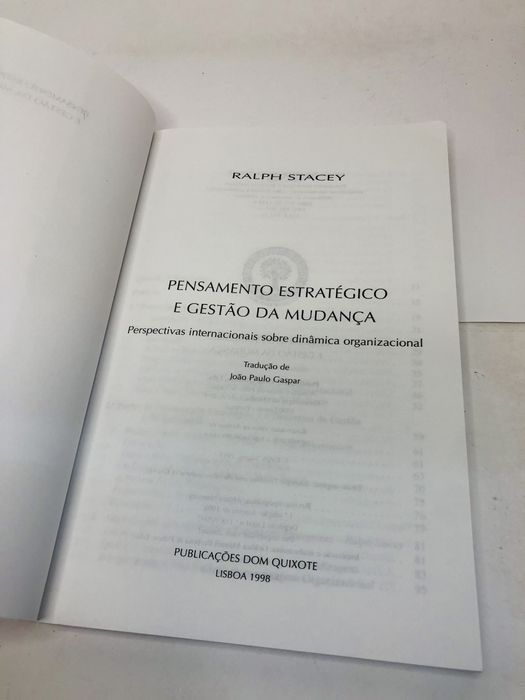 RALPH STACEY
PENSAMENTO ESTRATÉGICO
E GESTÃO DA MUDANÇA
Perspectivas internacionais sobre dinâmica organizacional
Tradução de
João Paulo Gaspar
PUBLICAÇÕES DOM QUIXOTE
LISBOA 1998